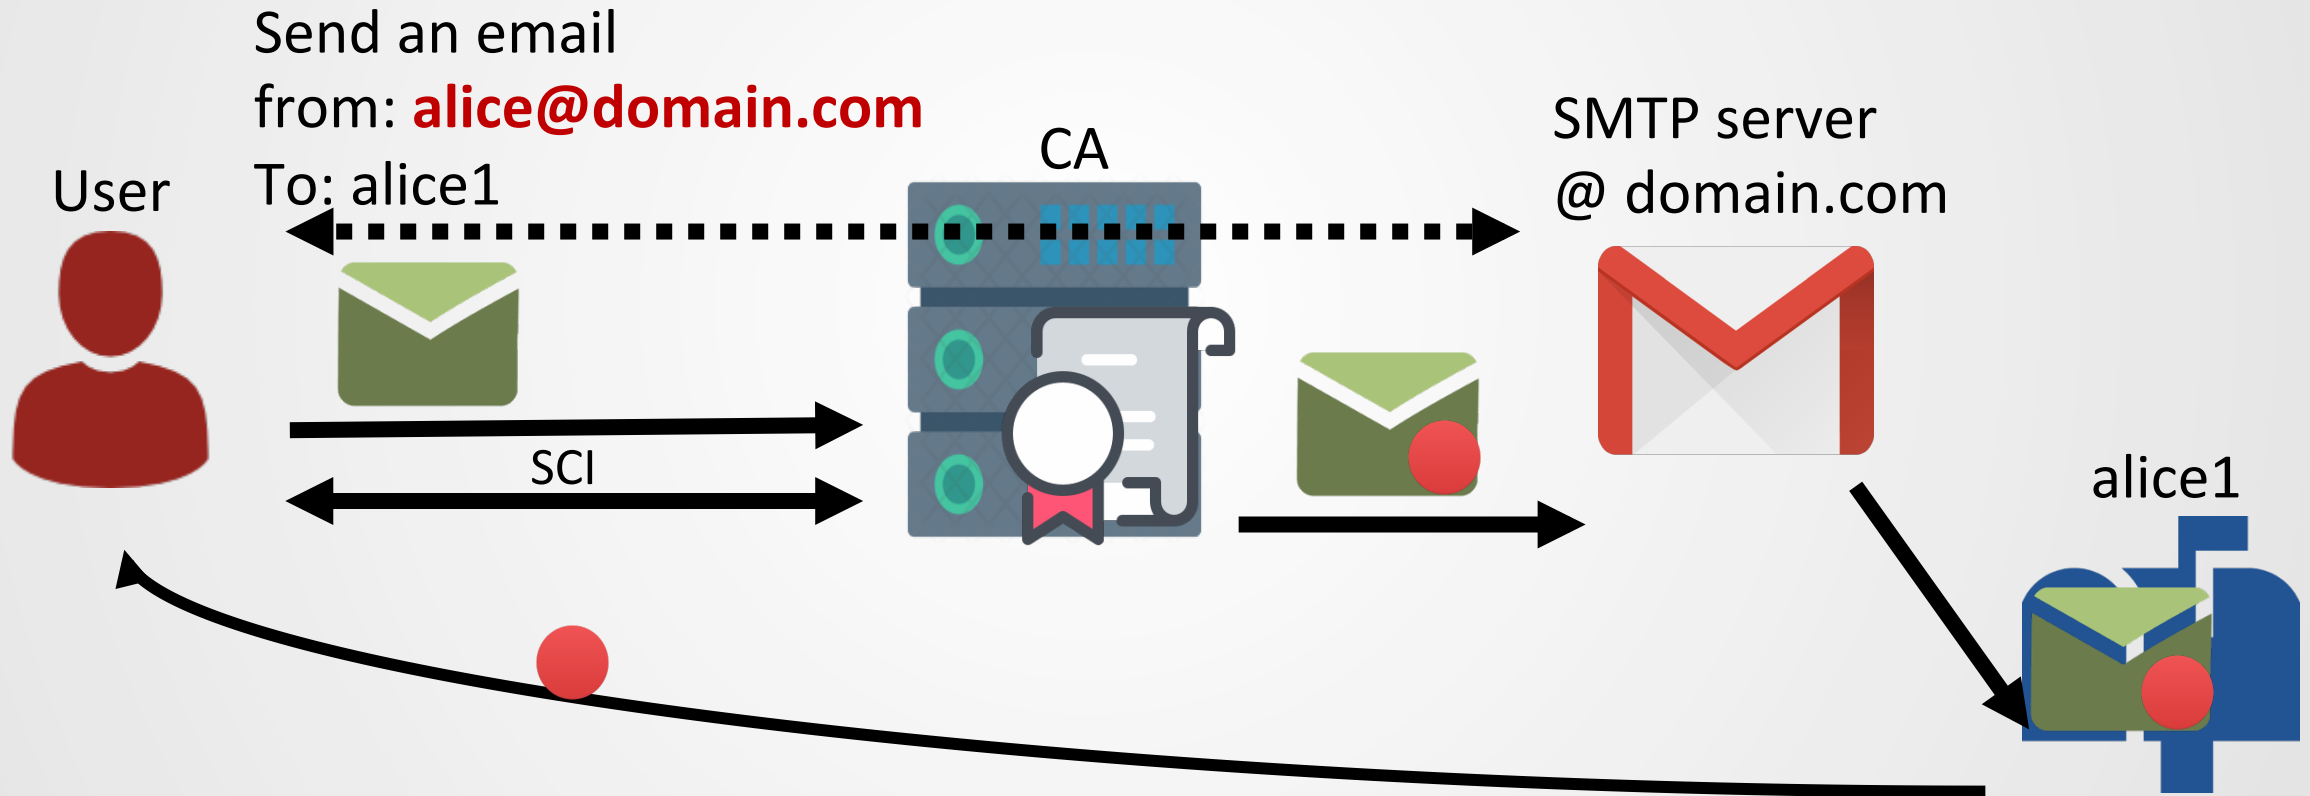 Send an email
from: alice@domain.com
To: alice1
User
CA
SMTP server
@ domain.com
SCI
alice1